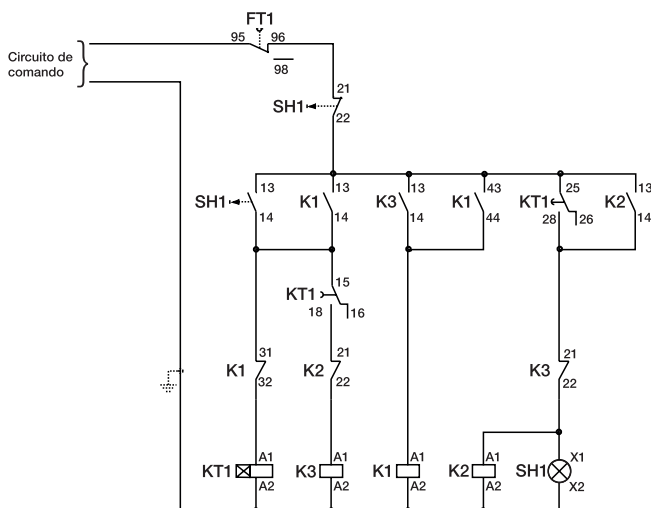 FT1
95 96
98
Circuito de
comando
21
SH1
22
13 13 13 43 25 13
SH1 K1 K3 K1 KT1 K2
14 14 14 44 28 26 14
15
KT1
18 16
31 21 21
K1 K2 K3
32 22 22
A1 A1 A1 A1 X1
KT1 K3 K1 K2 SH1
A2 A2 A2 A2 X2